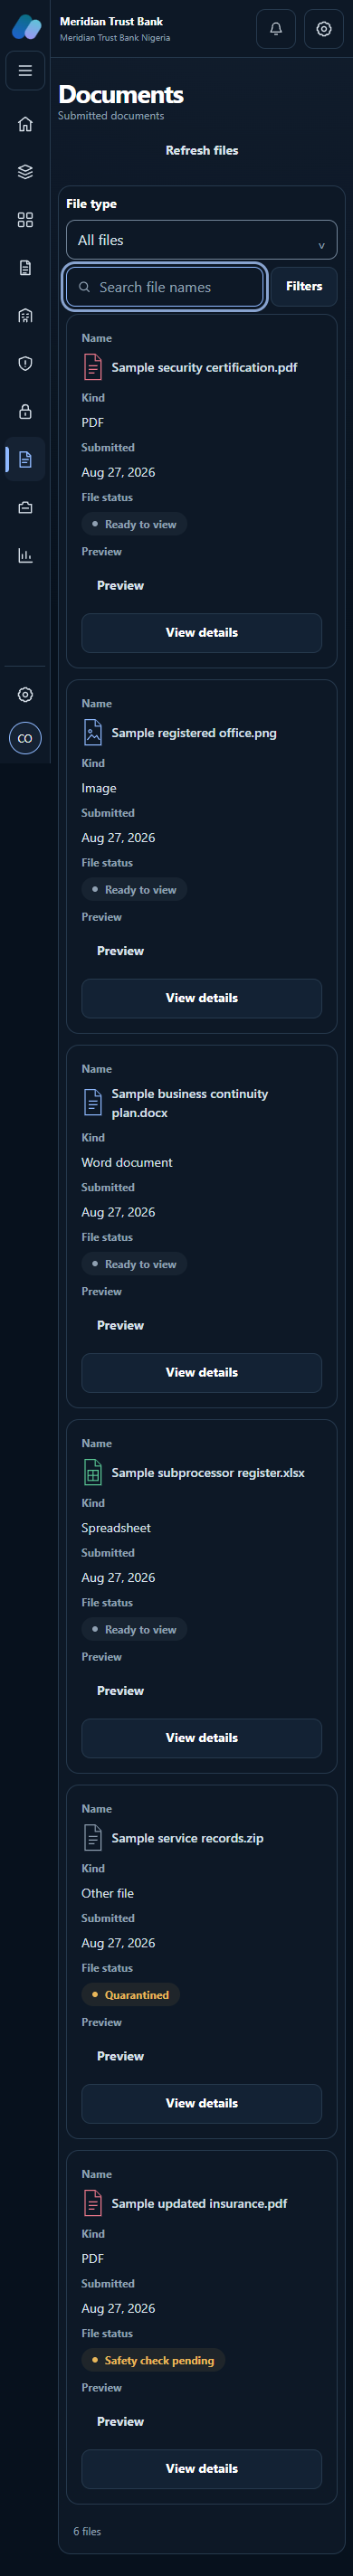 Meridian Trust Bank
Meridian Trust Bank Nigeria
Documents
Submitted documents
Refresh files
File type
All files
Search file names
Filters
Name
Sample security certification.pdf
Kind
PDF
Submitted
Aug 27, 2026
File status
Ready to view
Preview
Preview
View details
Name
Sample registered office.png
Kind
Image
Submitted
Aug 27, 2026
File status
Ready to view
Preview
Preview
View details
Name
Sample business continuity
plan.docx
Kind
Word document
Submitted
Aug 27, 2026
File status
Ready to view
Preview
Preview
View details
Name
Sample subprocessor register.xlsx
Kind
Spreadsheet
Submitted
Aug 27, 2026
File status
Ready to view
Preview
Preview
View details
Name
Sample service records.zip
Kind
Other file
Submitted
Aug 27, 2026
File status
Quarantined
Preview
Preview
View details
Name
Sample updated insurance.pdf
Kind
PDF
Submitted
Aug 27, 2026
File status
Safety check pending
Preview
Preview
View details
6 files
CO